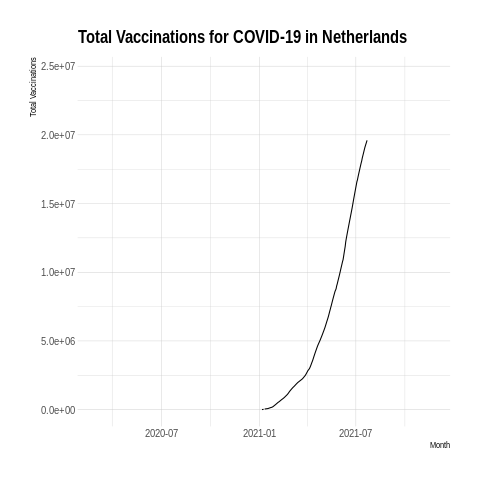 Total Vaccinations for COVID-19 in Netherlands
Total Vaccinations
2.5e+07
2.0e+07
1.5e+07
1.0e+07
5.0e+06
0.0e+00
2020-07 2021-01 2021-07
Month